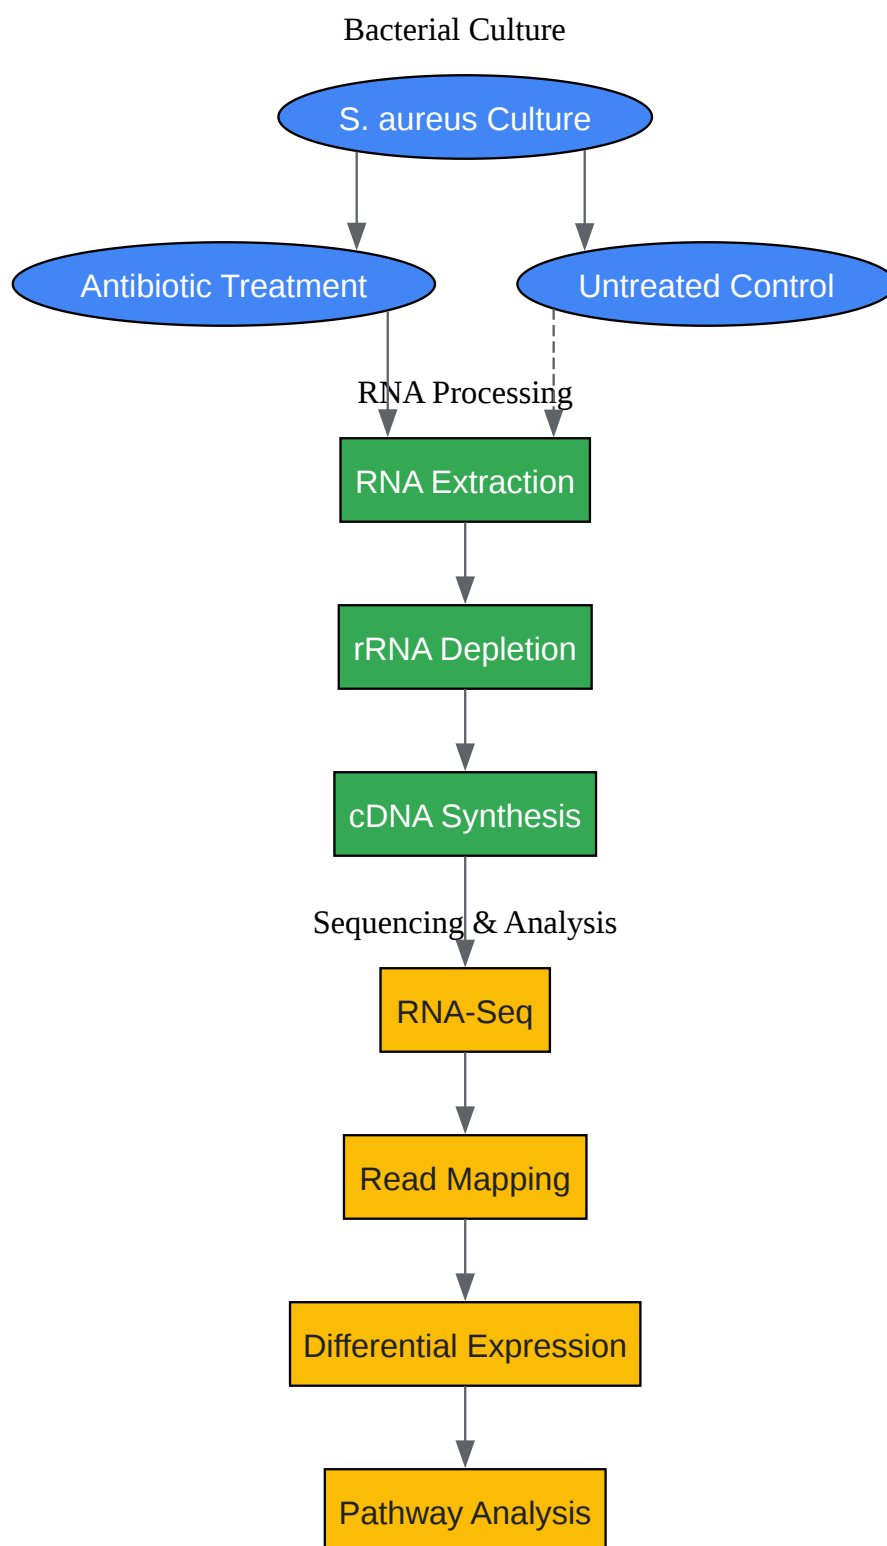 Bacterial Culture
S. aureus Culture
Antibiotic Treatment
Untreated Control
RNA Processing
RNA Extraction
rRNA Depletion
cDNA Synthesis
Sequencing & Analysis
RNA-Seq
Read Mapping
Differential Expression
Pathway Analysis